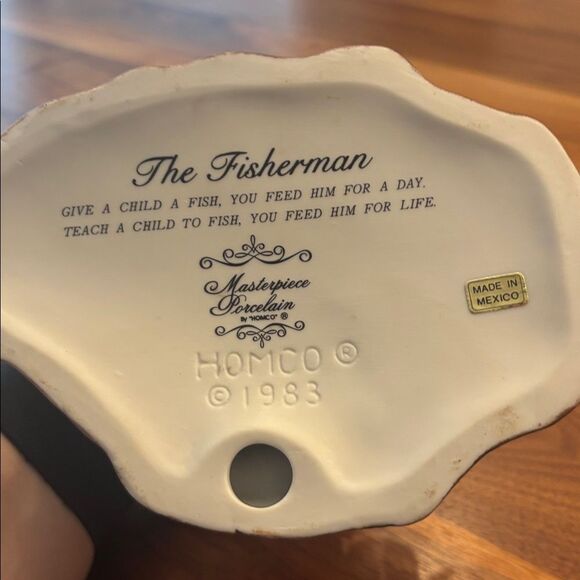 The Fisherman
GIVE A CHILD A FISH, YOU FEED HIM FOR A DAY.
TEACH A CHILD TO FISH, YOU FEED HIM FOR LIFE.
Masterpiece
Porcelain
By "HOMCO" ®
HOMCO ®
© 1983
MADE IN
MEXICO